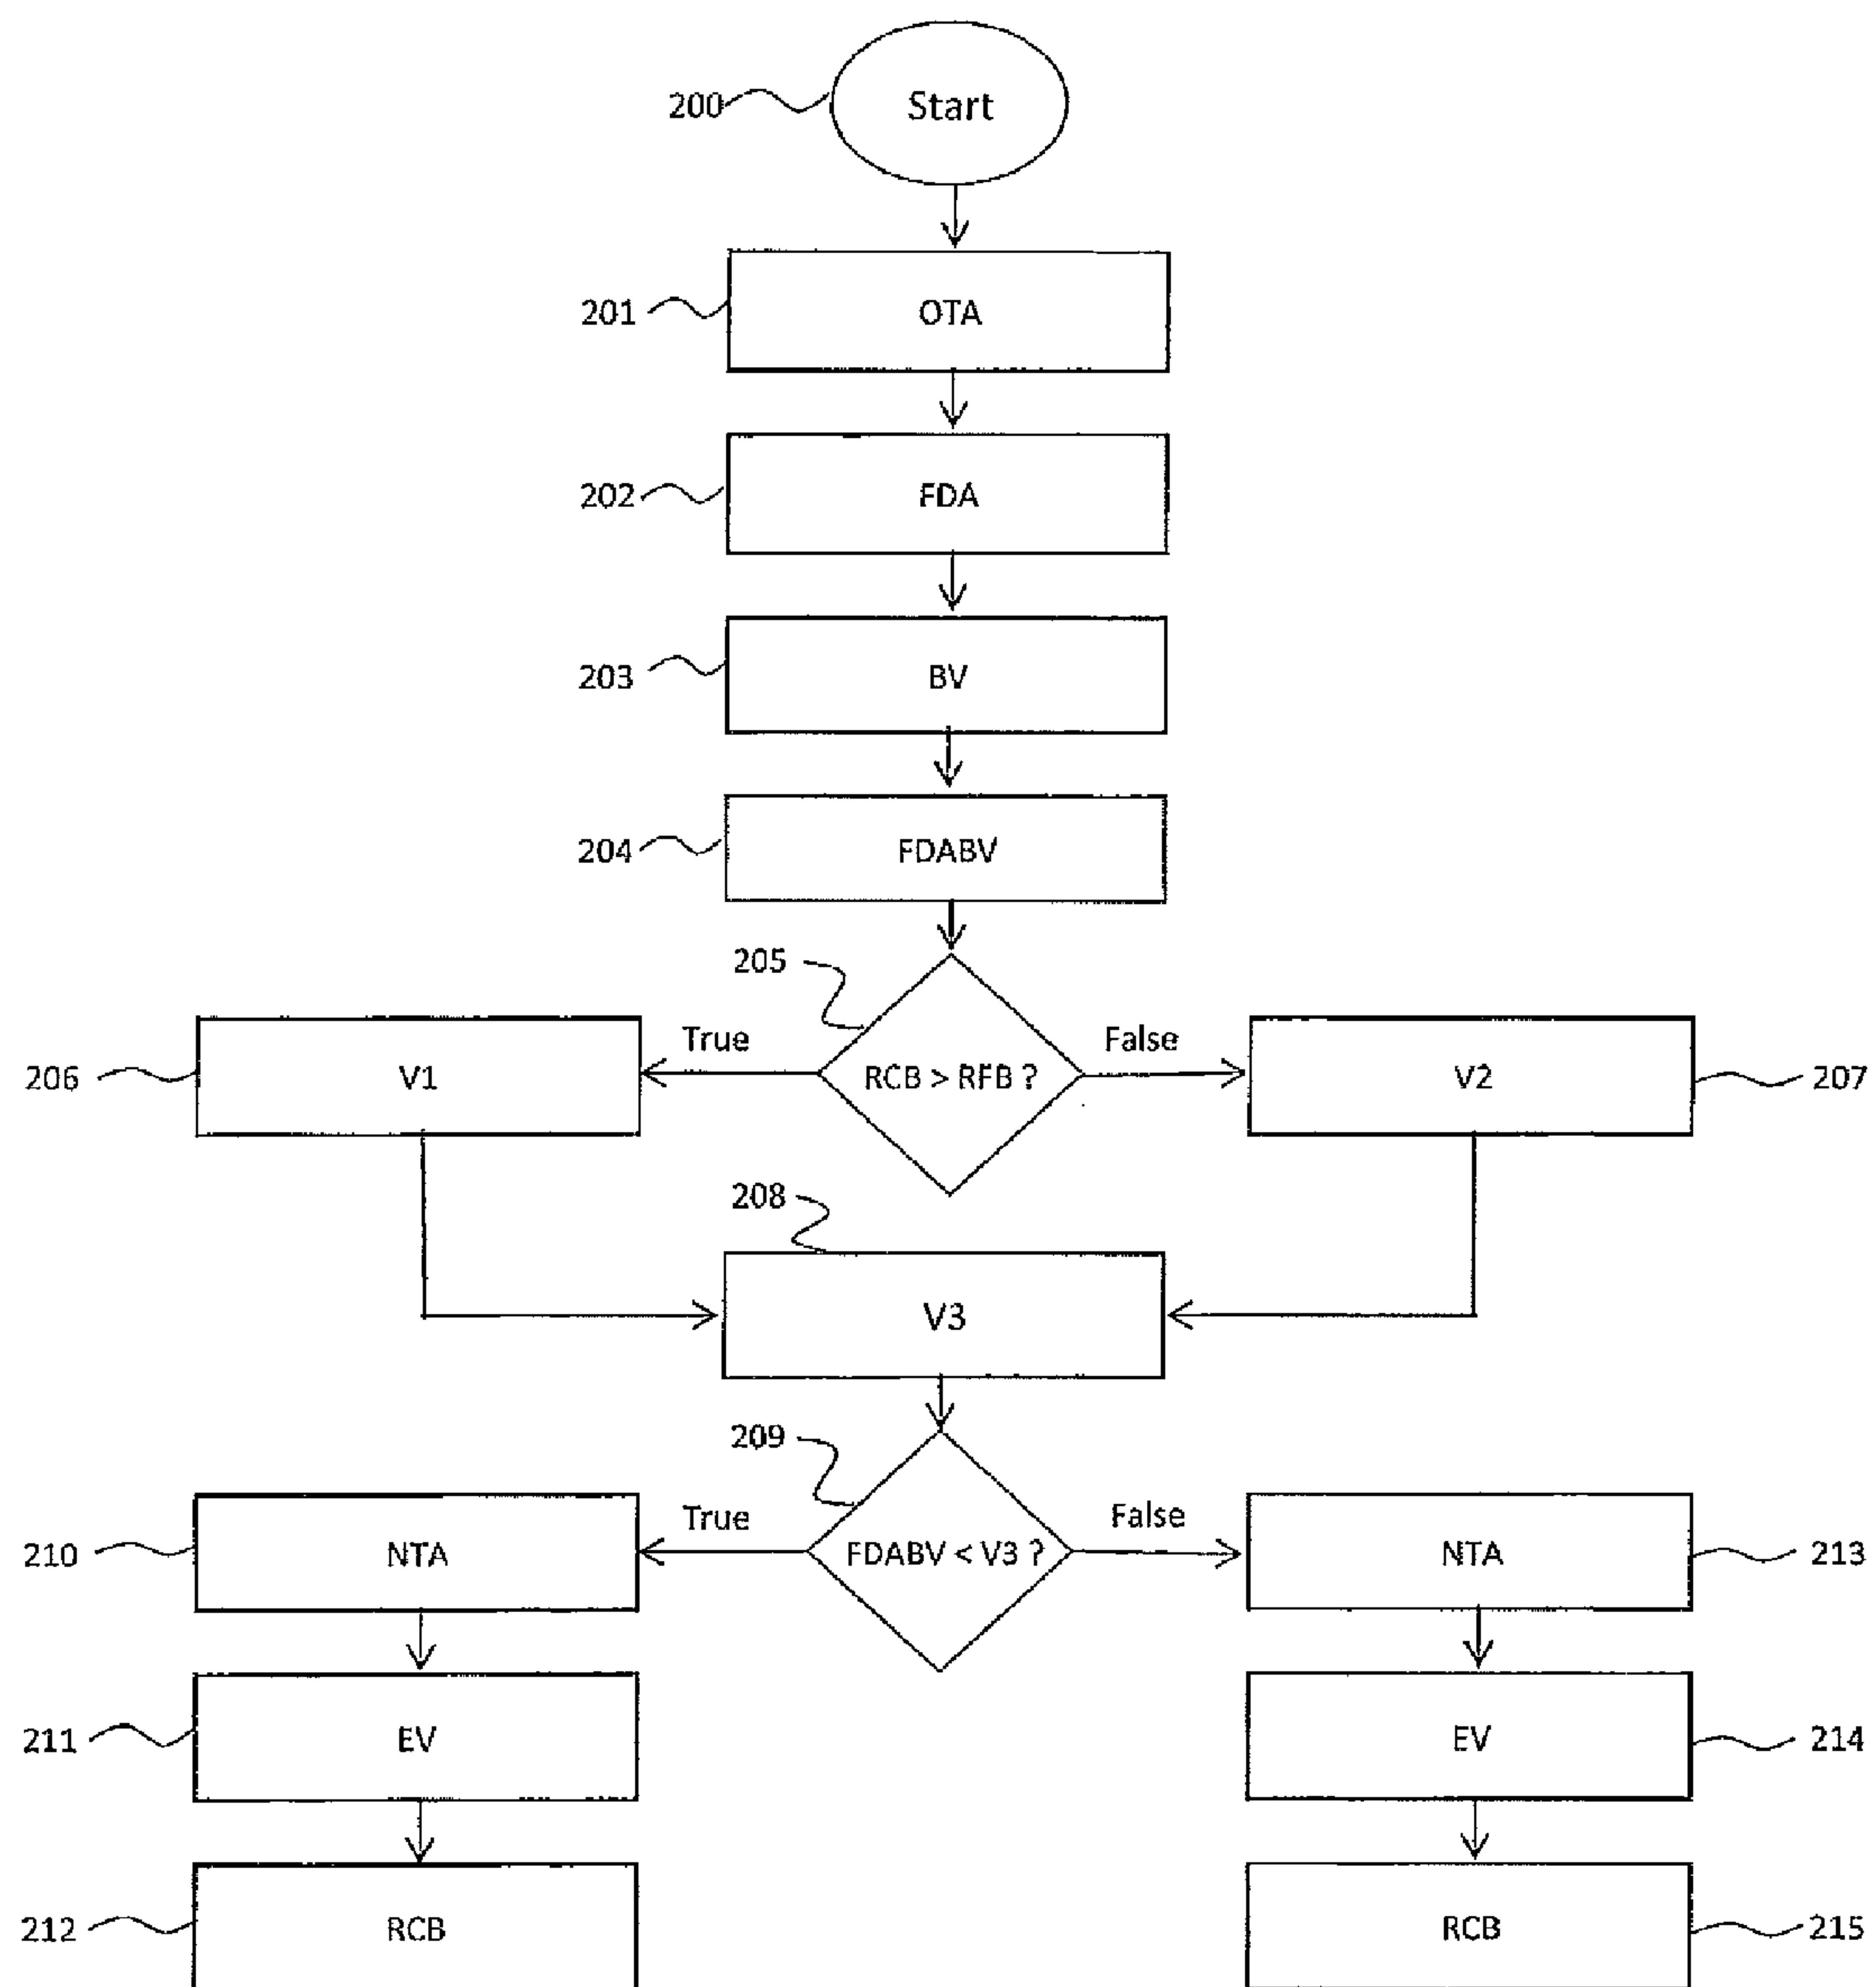 200
Start
201
OTA
202
FDA
203
BV
204
FDABV
205
True
RCB > RFB ?
False
206
V1
V2
207
208
V3
209
True
FDABV < V3 ?
False
210
NTA
NTA
213
211
EV
EV
214
212
RCB
RCB
215